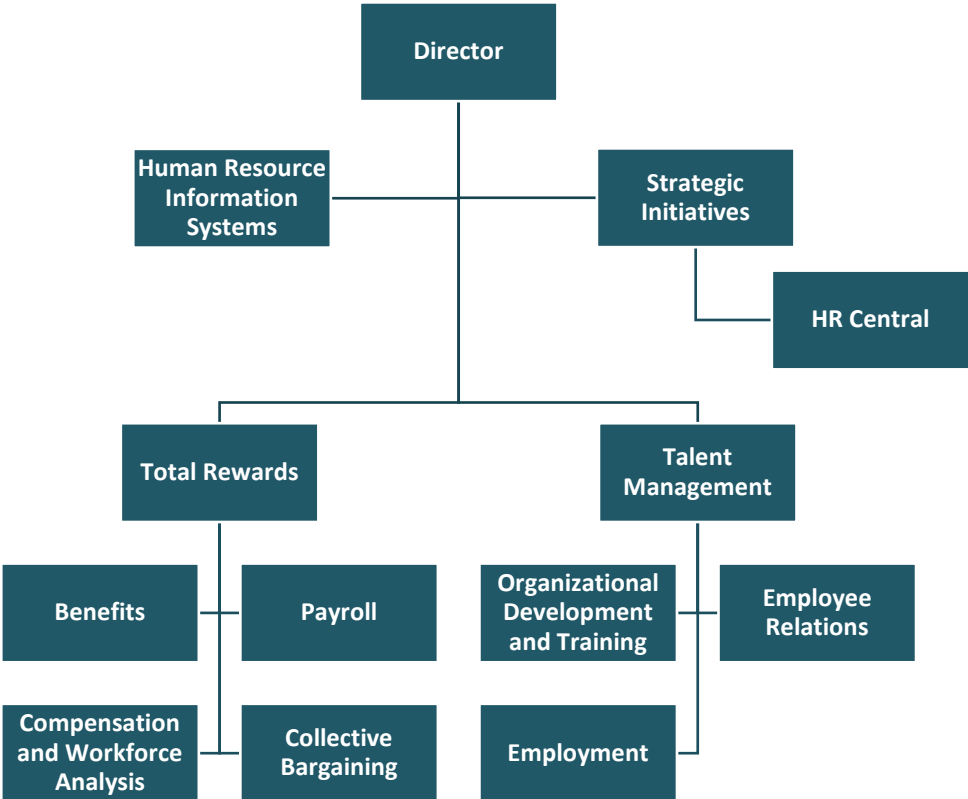 Director
Human Resource
Information
Systems
Strategic
Initiatives
HR Central
Total Rewards
Talent
Management
Benefits
Payroll
Organizational
Development
and Training
Employee
Relations
Compensation
and Workforce
Analysis
Collective
Bargaining
Employment